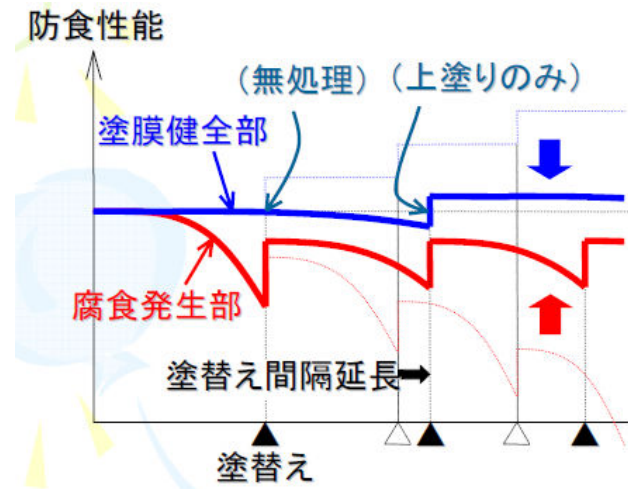 防食性能
(無処理) (上塗りのみ)
塗膜健全部
腐食発生部
塗替え間隔延長
塗替え